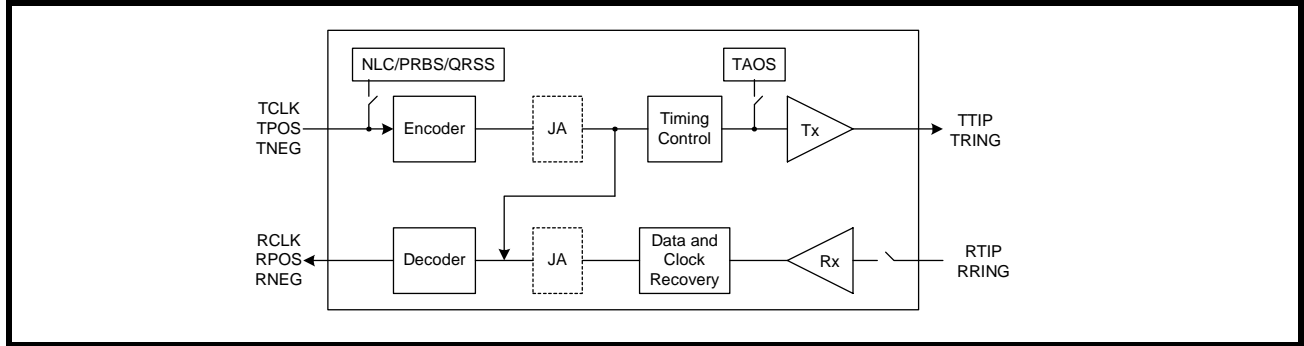 NLC/PRBS/QRSS
TAOS
TCLK
TPOS
TNEG
Encoder
JA
Timing
Control
Tx
TTIP
TRING
RCLK
RPOS
RNEG
Decoder
JA
Data and
Clock
Recovery
Rx
RTIP
RRING